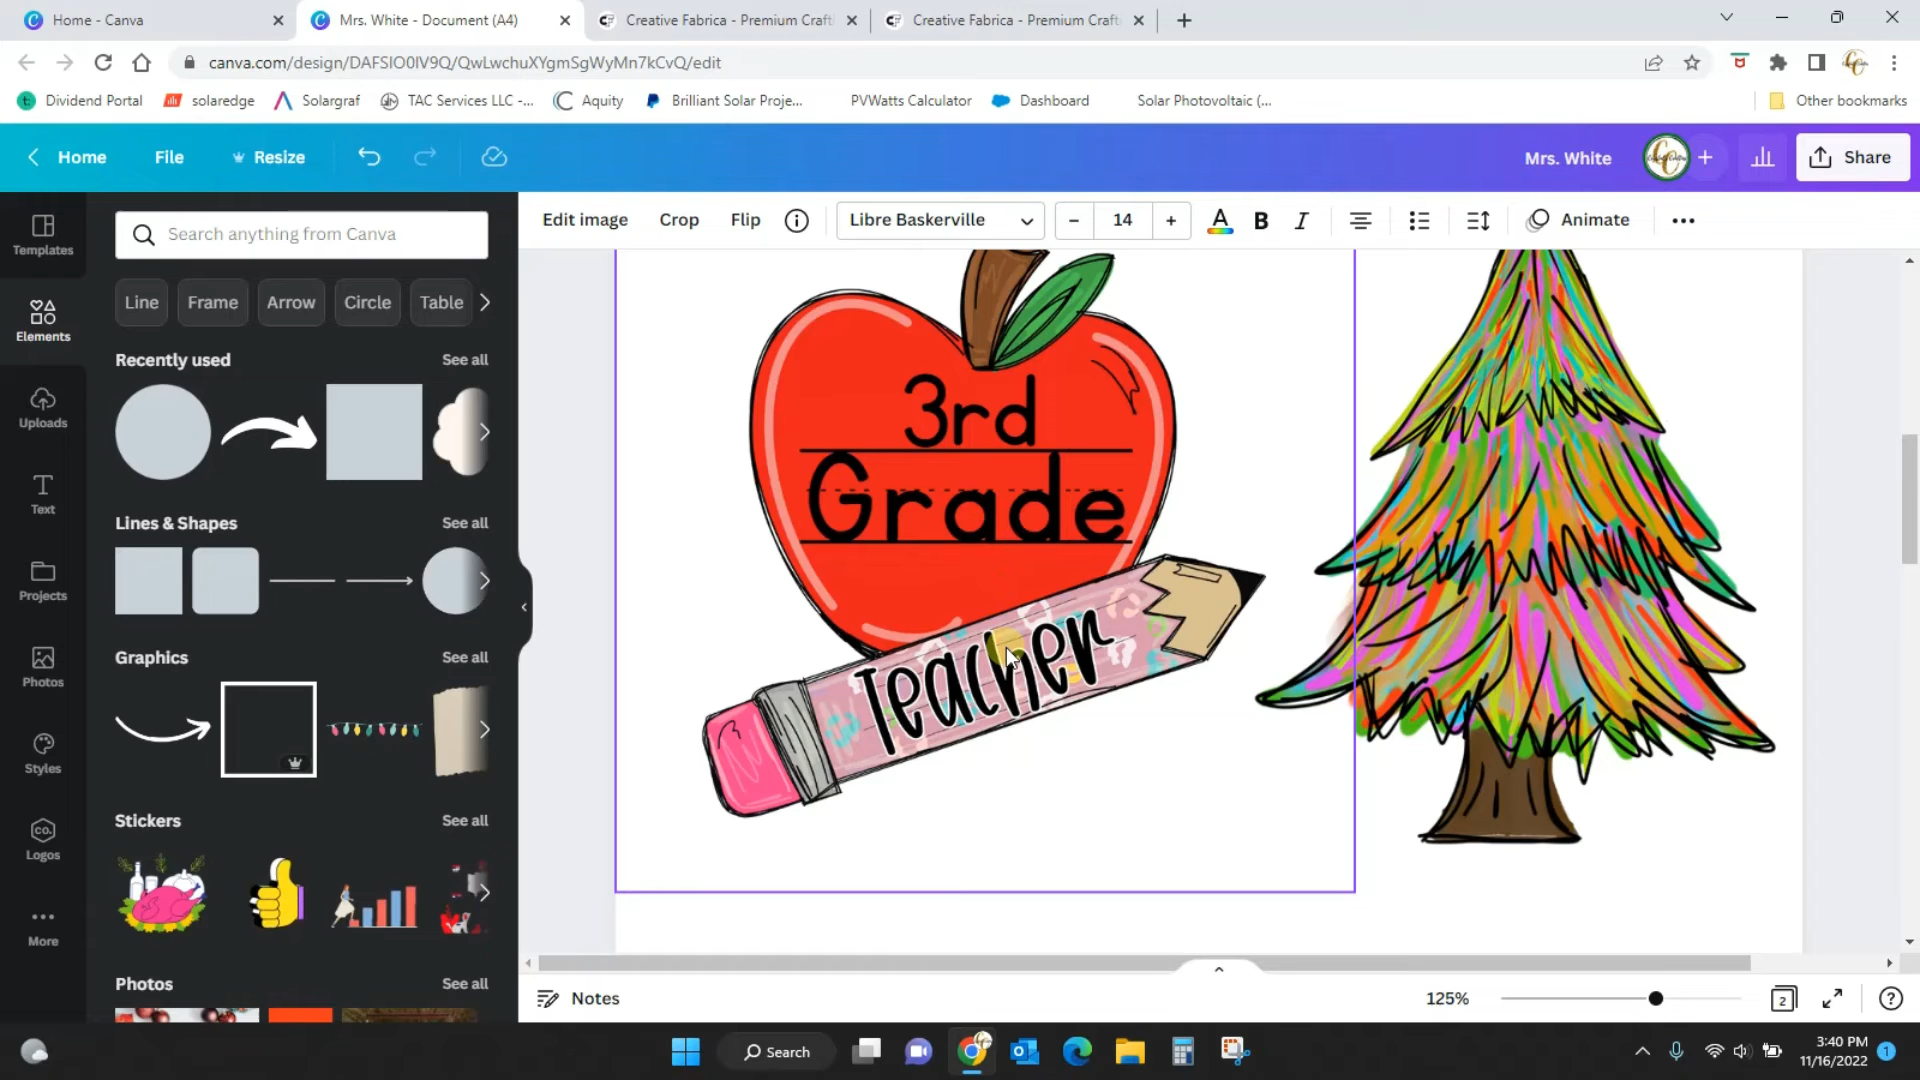 Home - Canva
Mrs. White - Document (A4)
Creative Fabrica - Premium Craft
Creative Fabrica - Premium Craft
canva.com/design/DAFSIO0IV9Q/QwLwchuXYgmSgWyMn7kCvQ/edit
Dividend Portal
solaredge
Solargraf
TAC Services LLC -...
Aquity
Brilliant Solar Proje...
PVWatts Calculator
Dashboard
Solar Photovoltaic (...
Other bookmarks
Home
File
Resize
Mrs. White
Share
Templates
Elements
Uploads
Text
Projects
Photos
Styles
Logos
More
Search anything from Canva
Line
Frame
Arrow
Circle
Table
Recently used
See all
Lines & Shapes
See all
Graphics
See all
Stickers
See all
Photos
See all
Edit image
Crop
Flip
Libre Baskerville
14
Animate
3rd
Grade
Teacher
Notes
125%
2
Search
3:40 PM
11/16/2022
1